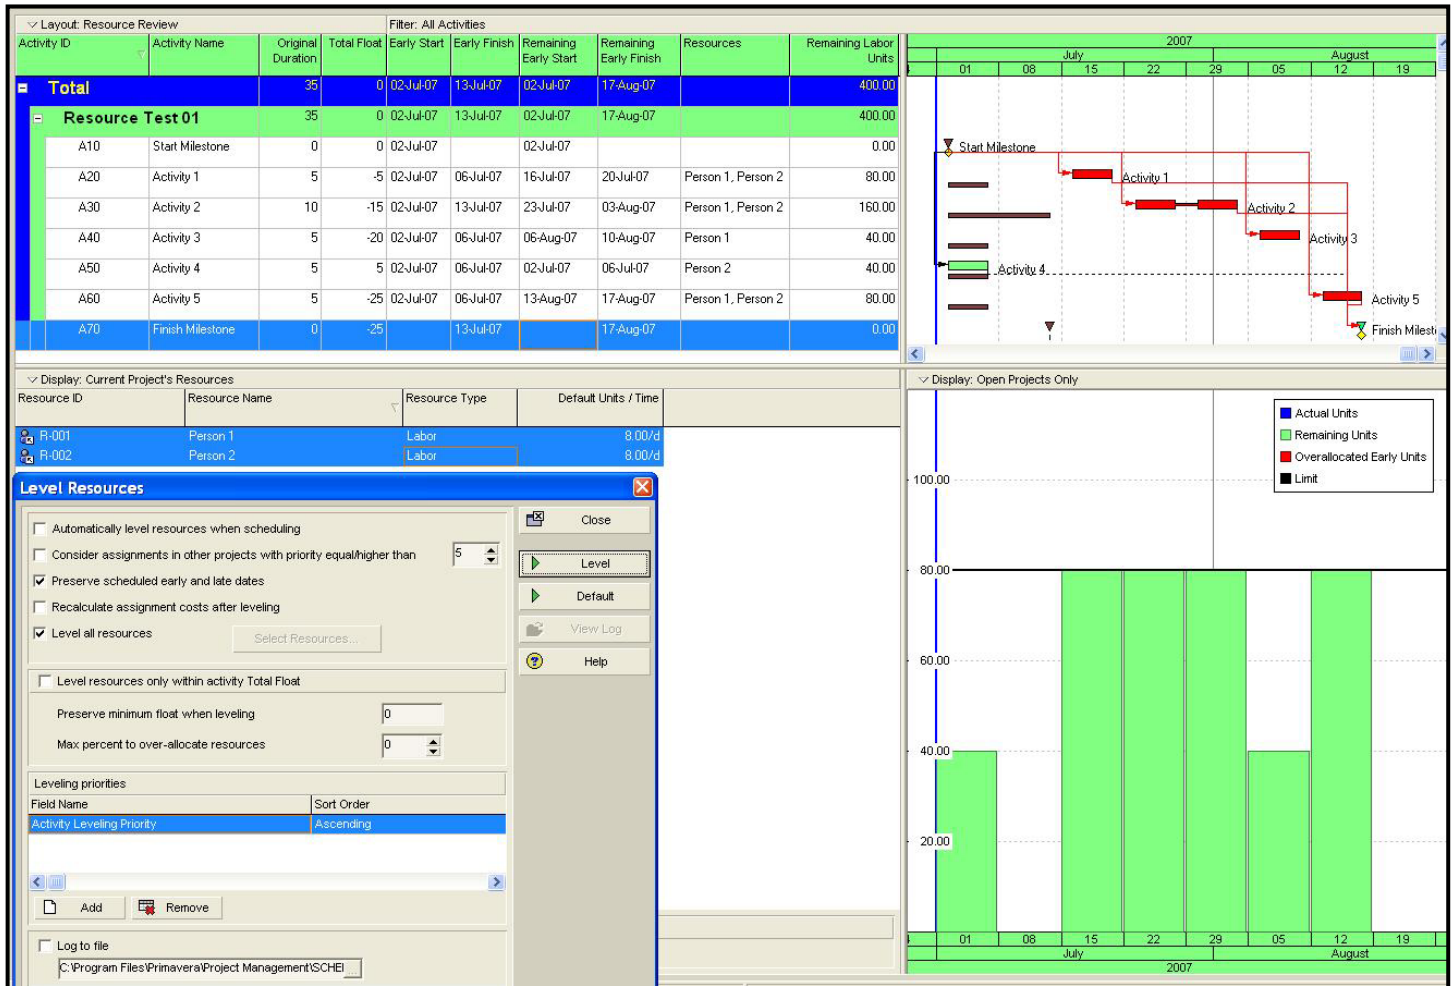 Layout: Resource Review Filter: All Activities
Activity ID Activity Name Original Duration Total Float Early Start Early Finish Remaining Early Start Remaining Early Finish Resources Remaining Labor Units
Total 35 0 02-Jul-07 13-Jul-07 02-Jul-07 17-Aug-07 400.00
Resource Test 01 35 0 02-Jul-07 13-Jul-07 02-Jul-07 17-Aug-07 400.00
A10 Start Milestone 0 0 02-Jul-07 02-Jul-07 0.00
A20 Activity 1 5 -5 02-Jul-07 06-Jul-07 16-Jul-07 20-Jul-07 Person 1, Person 2 80.00
A30 Activity 2 10 -15 02-Jul-07 13-Jul-07 23-Jul-07 03-Aug-07 Person 1, Person 2 160.00
A40 Activity 3 5 -20 02-Jul-07 06-Jul-07 06-Aug-07 10-Aug-07 Person 1 40.00
A50 Activity 4 5 5 02-Jul-07 06-Jul-07 02-Jul-07 06-Jul-07 Person 2 40.00
A60 Activity 5 5 -25 02-Jul-07 06-Jul-07 13-Aug-07 17-Aug-07 Person 1, Person 2 80.00
A70 Finish Milestone 0 -25 13-Jul-07 17-Aug-07 0.00
2007
July August
01 08 15 22 29 05 12 19
Start Milestone
Activity 1
Activity 2
Activity 3
Activity 4
Activity 5
Finish Milest
Display: Current Project's Resources
Resource ID Resource Name Resource Type Default Units / Time
R-001 Person 1 Labor 8.00/d
R-002 Person 2 Labor 8.00/d
Level Resources
Automatically level resources when scheduling
Consider assignments in other projects with priority equal/higher than 5
Preserve scheduled early and late dates
Recalculate assignment costs after leveling
Level all resources Select Resources...
Close
Level
Default
View Log
Help
Level resources only within activity Total Float
Preserve minimum float when leveling 0
Max percent to over-allocate resources 0
Leveling priorities
Field Name Sort Order
Activity Leveling Priority Ascending
Add Remove
Log to file
C:\Program Files\Primavera\Project Management\SCHE ...
Display: Open Projects Only
Actual Units
Remaining Units
Overallocated Early Units
Limit
100.00
80.00
60.00
40.00
20.00
01 08 15 22 29 05 12 19
July August
2007